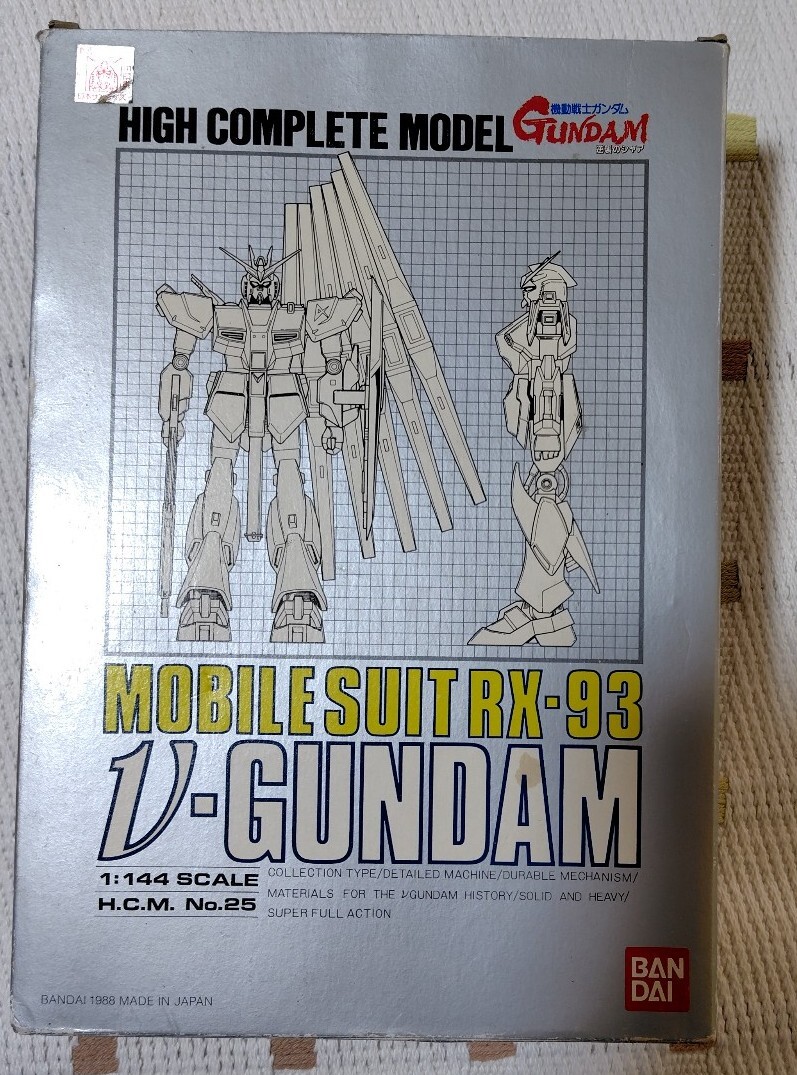 HIGH COMPLETE MODEL
機動戦士ガンダム
GUNDAM
逆襲のシャア
MOBILE SUIT RX-93
ν-GUNDAM
1:144 SCALE
H.C.M. No.25
COLLECTION TYPE/DETAILED MACHINE/DURABLE MECHANISM/
MATERIALS FOR THE νGUNDAM HISTORY/SOLID AND HEAVY/
SUPER FULL ACTION
BANDAI 1988 MADE IN JAPAN
BAN
DAI